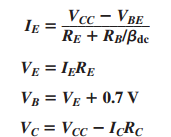 I_E = (V_CC − V_BE) / (R_E + R_B/β_dc)
V_E = I_E R_E
V_B = V_E + 0.7 V
V_C = V_CC − I_C R_C